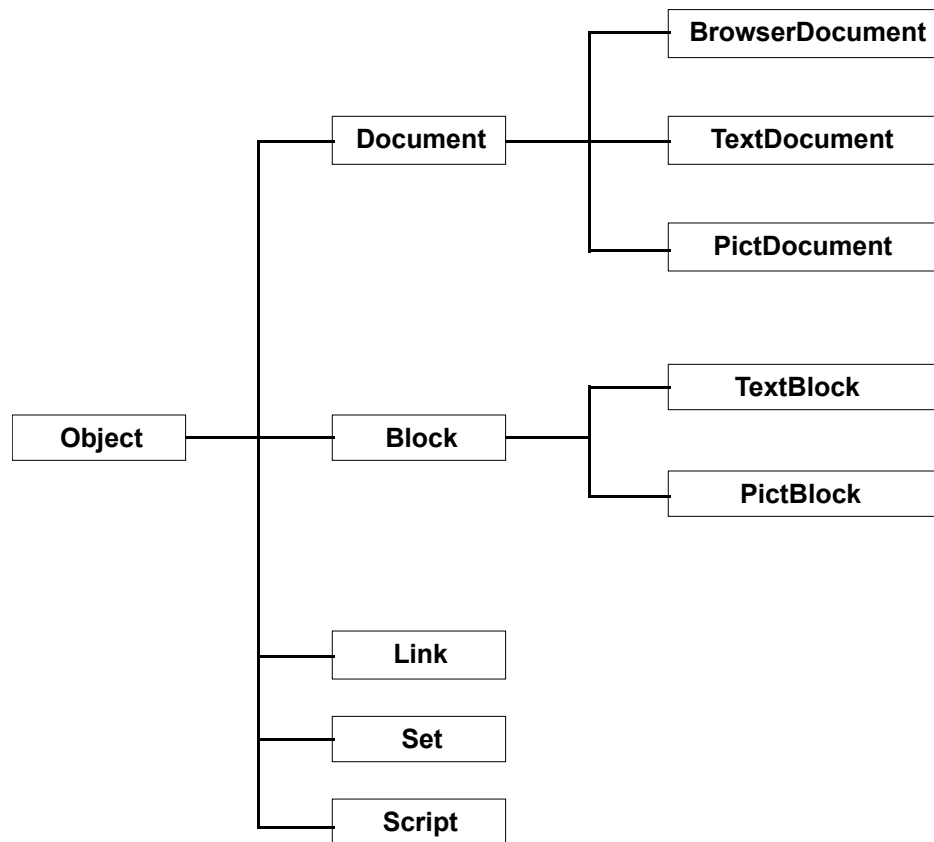 BrowserDocument
Document
TextDocument
PictDocument
TextBlock
Object
Block
PictBlock
Link
Set
Script